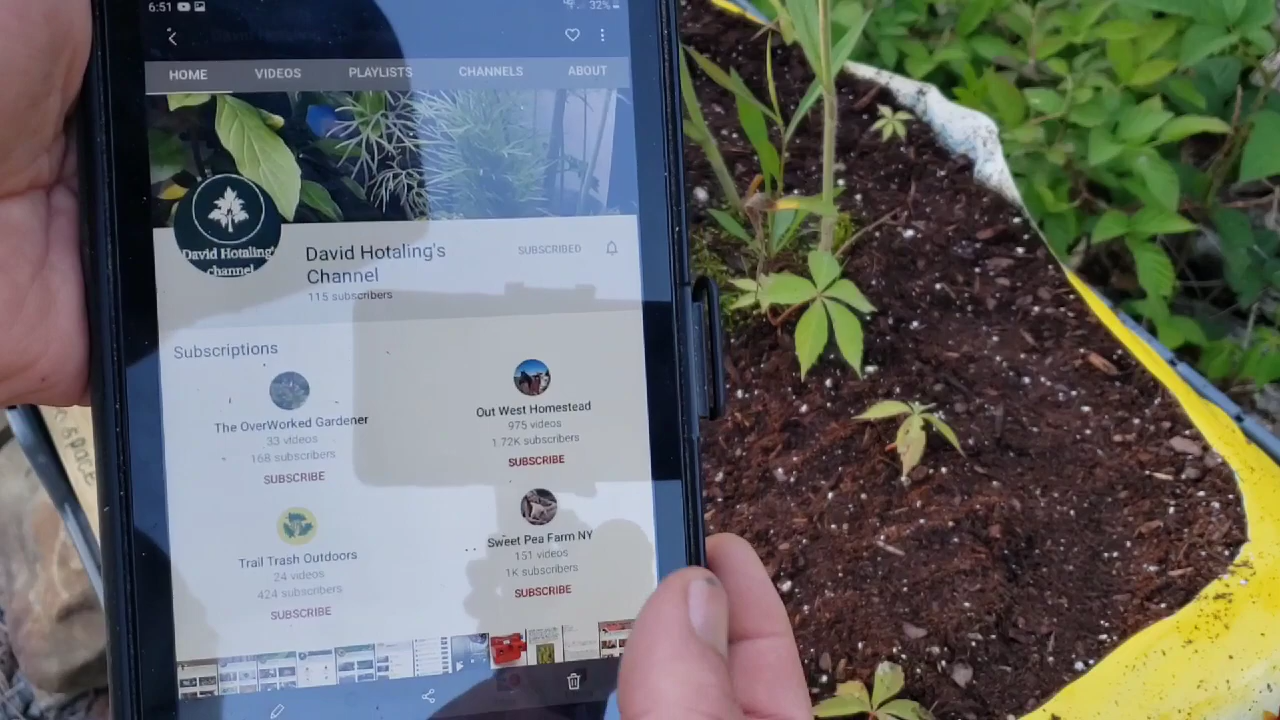 6:51
32%
HOME VIDEOS PLAYLISTS CHANNELS ABOUT
David Hotaling's
channel
David Hotaling's
Channel
SUBSCRIBED
115 subscribers
Subscriptions
The OverWorked Gardener
33 videos
168 subscribers
SUBSCRIBE
Out West Homestead
975 videos
1.72K subscribers
SUBSCRIBE
Trail Trash Outdoors
24 videos
424 subscribers
SUBSCRIBE
Sweet Pea Farm NY
151 videos
1K subscribers
SUBSCRIBE
SPACE